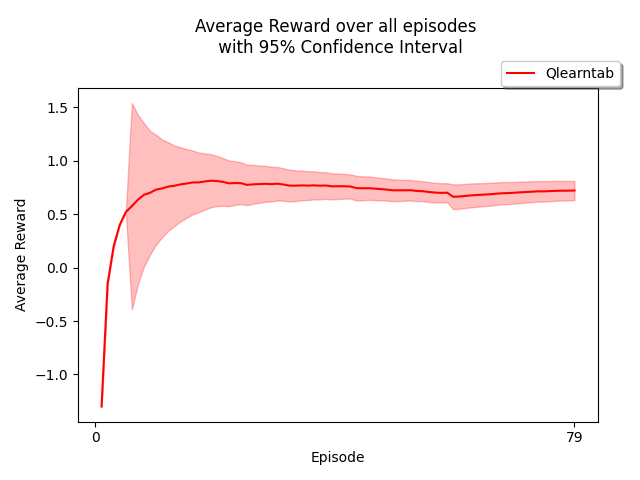 Average Reward over all episodes
with 95% Confidence Interval
Qlearntab
1.5
1.0
0.5
0.0
−0.5
−1.0
Average Reward
0
79
Episode